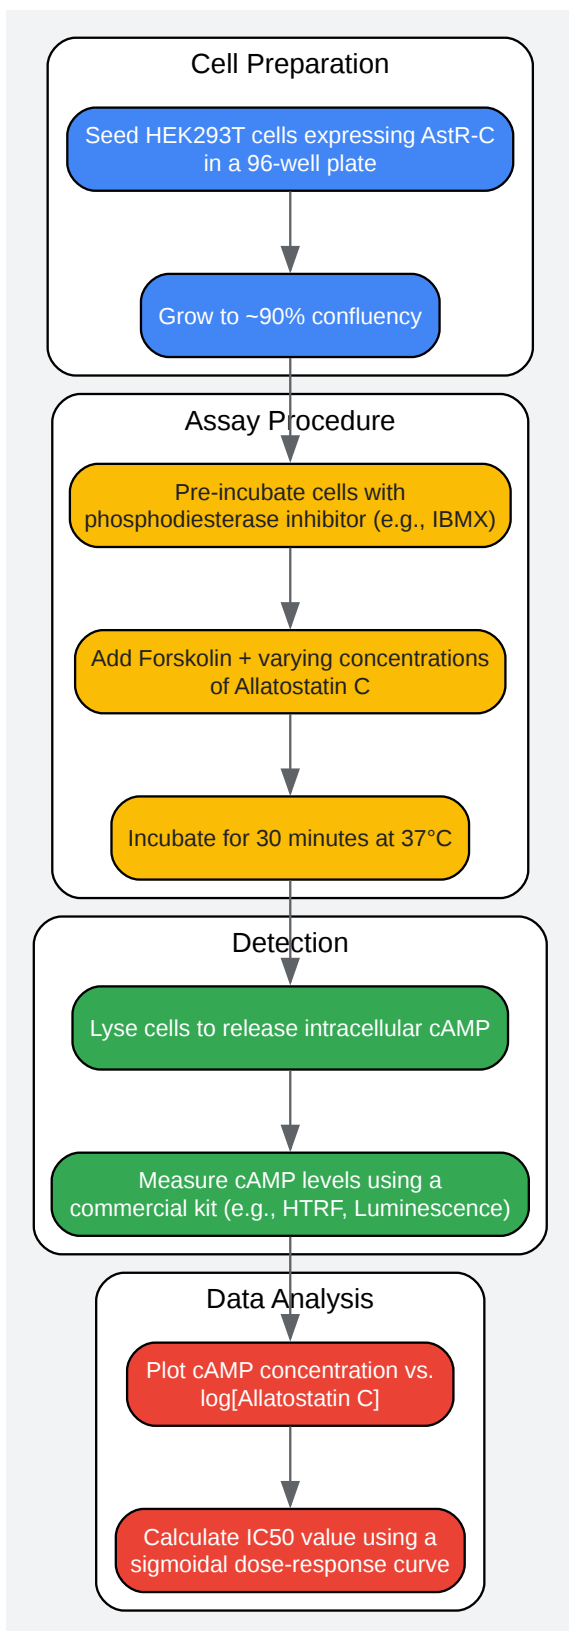 Cell Preparation
Seed HEK293T cells expressing AstR-C
in a 96-well plate
Grow to ~90% confluency
Assay Procedure
Pre-incubate cells with
phosphodiesterase inhibitor (e.g., IBMX)
Add Forskolin + varying concentrations
of Allatostatin C
Incubate for 30 minutes at 37°C
Detection
Lyse cells to release intracellular cAMP
Measure cAMP levels using a
commercial kit (e.g., HTRF, Luminescence)
Data Analysis
Plot cAMP concentration vs.
log[Allatostatin C]
Calculate IC50 value using a
sigmoidal dose-response curve